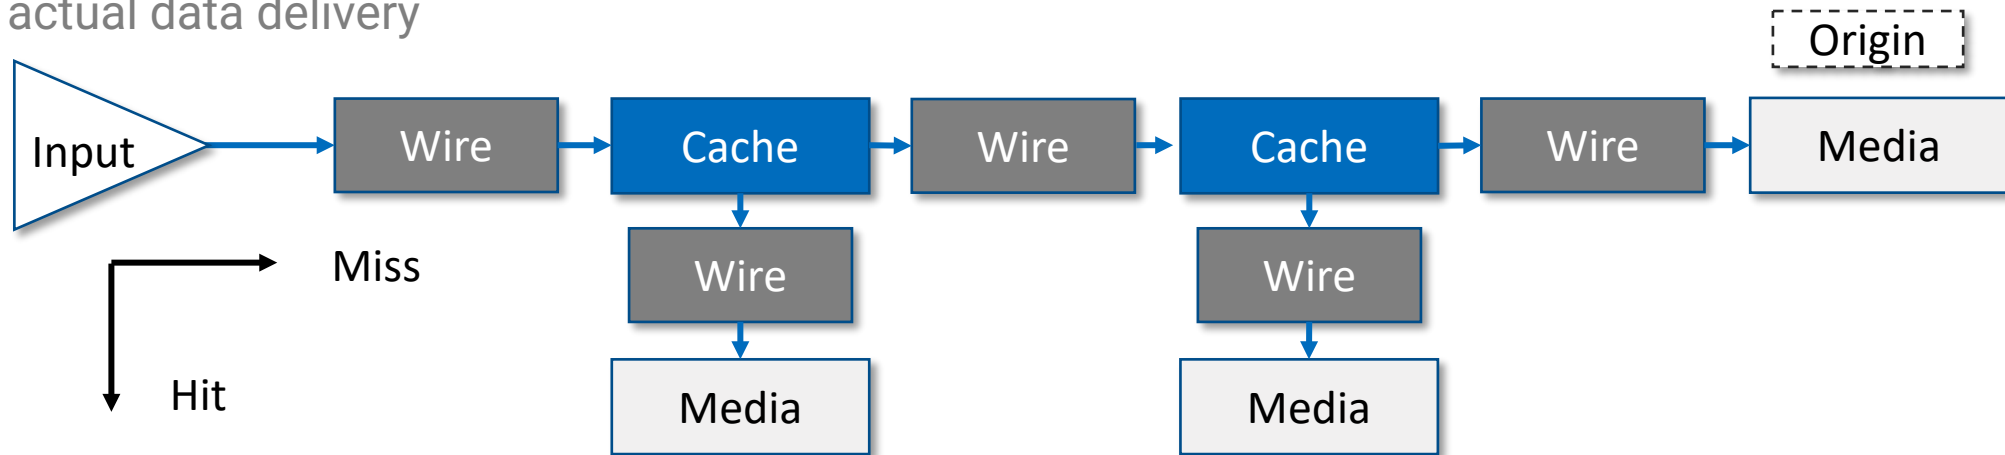 actual data delivery
Origin
Input
Wire
Cache
Wire
Cache
Wire
Media
Miss
Wire
Wire
Hit
Media
Media